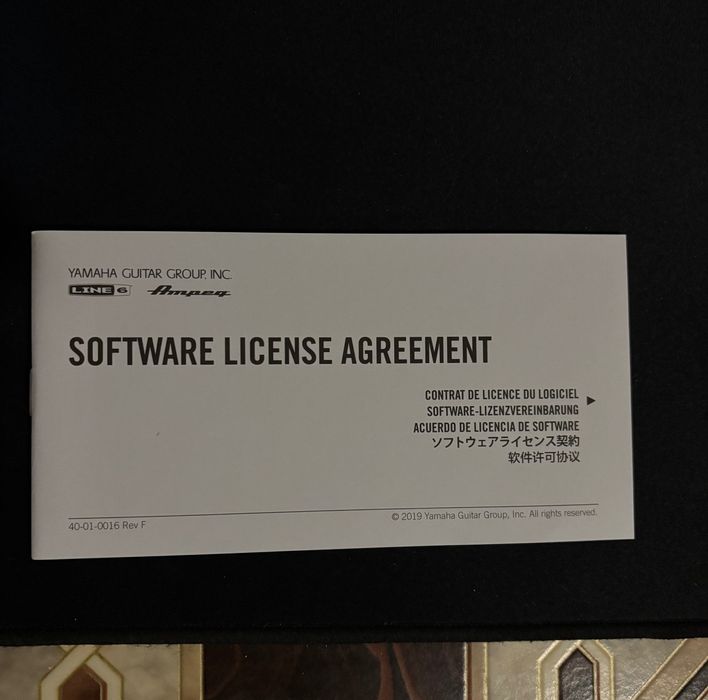 YAMAHA GUITAR GROUP, INC.
LINE 6 Ampeg
SOFTWARE LICENSE AGREEMENT
CONTRAT DE LICENCE DU LOGICIEL
SOFTWARE-LIZENZVEREINBARUNG
ACUERDO DE LICENCIA DE SOFTWARE
ソフトウェアライセンス契約
软件许可协议
40-01-0016 Rev F
© 2019 Yamaha Guitar Group, Inc. All rights reserved.